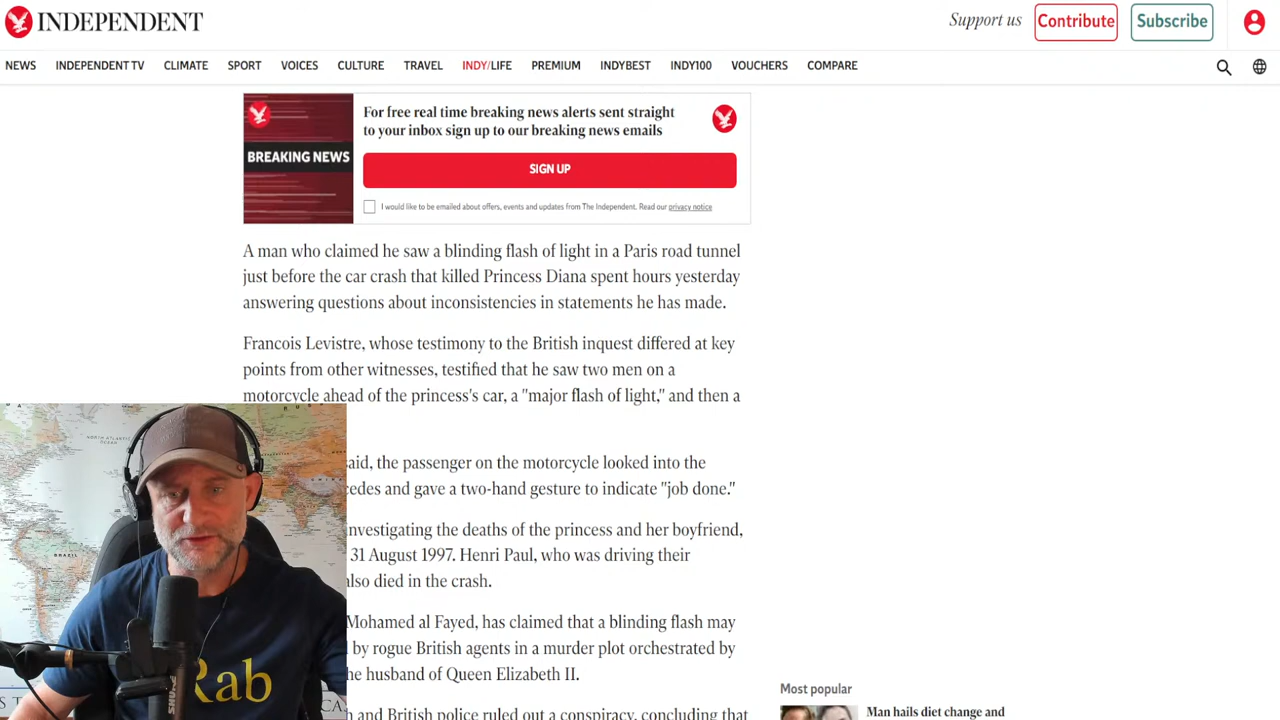 INDEPENDENT
Support us
Contribute
Subscribe
NEWS INDEPENDENT TV CLIMATE SPORT VOICES CULTURE TRAVEL INDY/LIFE PREMIUM INDYBEST INDY100 VOUCHERS COMPARE
BREAKING NEWS
For free real time breaking news alerts sent straight
to your inbox sign up to our breaking news emails
SIGN UP
I would like to be emailed about offers, events and updates from The Independent. Read our privacy notice
A man who claimed he saw a blinding flash of light in a Paris road tunnel
just before the car crash that killed Princess Diana spent hours yesterday
answering questions about inconsistencies in statements he has made.
Francois Levistre, whose testimony to the British inquest differed at key
points from other witnesses, testified that he saw two men on a
motorcycle ahead of the princess's car, a "major flash of light," and then a
said, the passenger on the motorcycle looked into the
cedes and gave a two-hand gesture to indicate "job done."
nvestigating the deaths of the princess and her boyfriend,
31 August 1997. Henri Paul, who was driving their
also died in the crash.
Mohamed al Fayed, has claimed that a blinding flash may
by rogue British agents in a murder plot orchestrated by
he husband of Queen Elizabeth II.
h and British police ruled out a conspiracy, concluding that
Most popular
Man hails diet change and
NORTH ATLANTIC
OCEAN
BRAZIL
Rab
SHURE